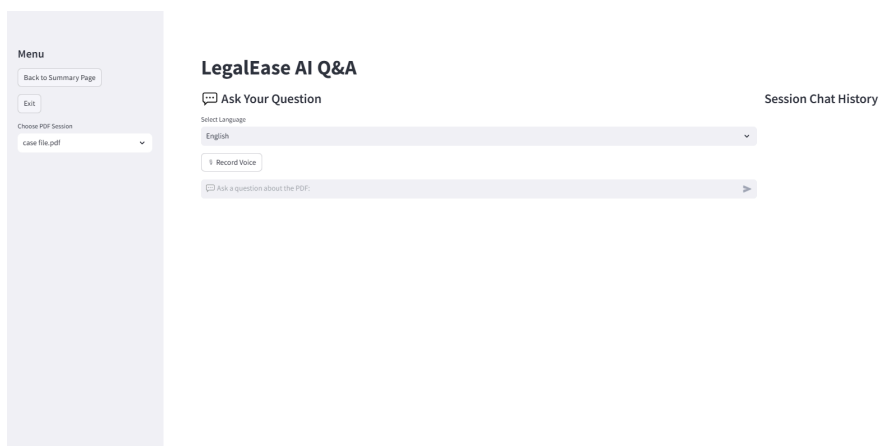 Menu
Back to Summary Page
Exit
Choose PDF Session
case file.pdf
LegalEase AI Q&A
Ask Your Question
Select Language
English
Record Voice
Ask a question about the PDF:
Session Chat History